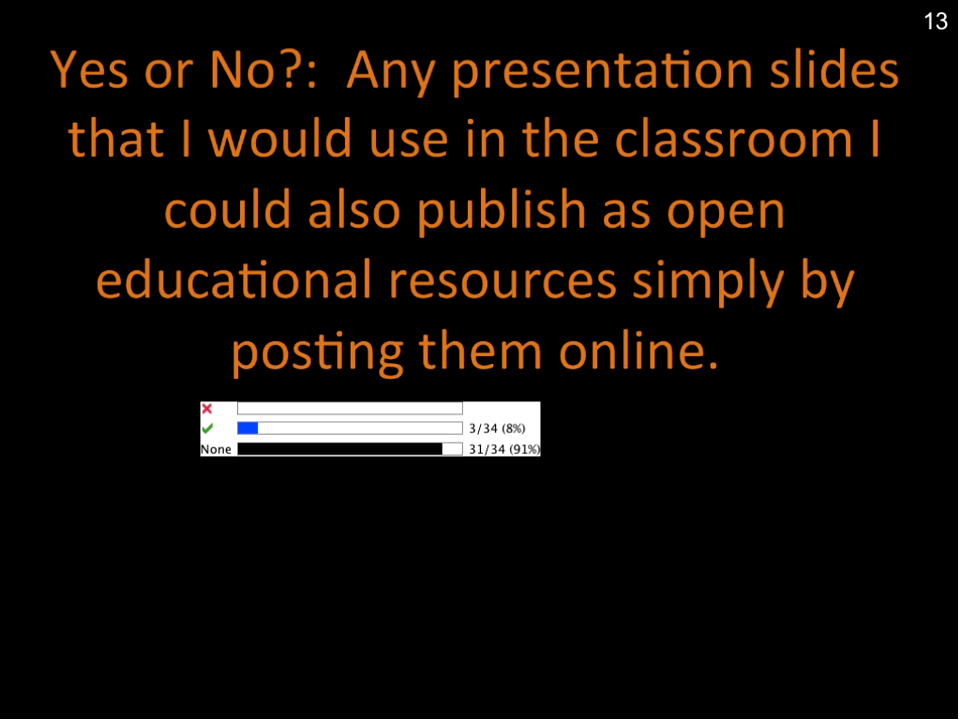 13
Yes or No?: Any presentation slides
that I would use in the classroom I
could also publish as open
educational resources simply by
posting them online.
3/34 (8%)
None 31/34 (91%)